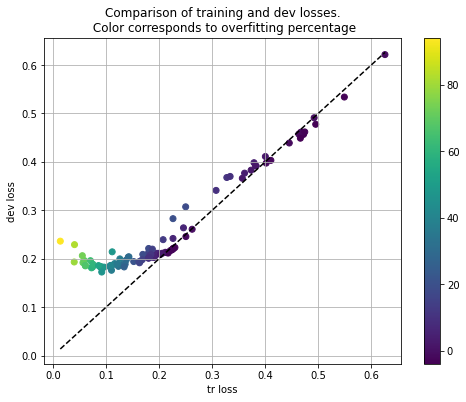 Comparison of training and dev losses.
Color corresponds to overfitting percentage
dev loss
0.6
0.5
0.4
0.3
0.2
0.1
0.0
0.0 0.1 0.2 0.3 0.4 0.5 0.6
tr loss
80
60
40
20
0